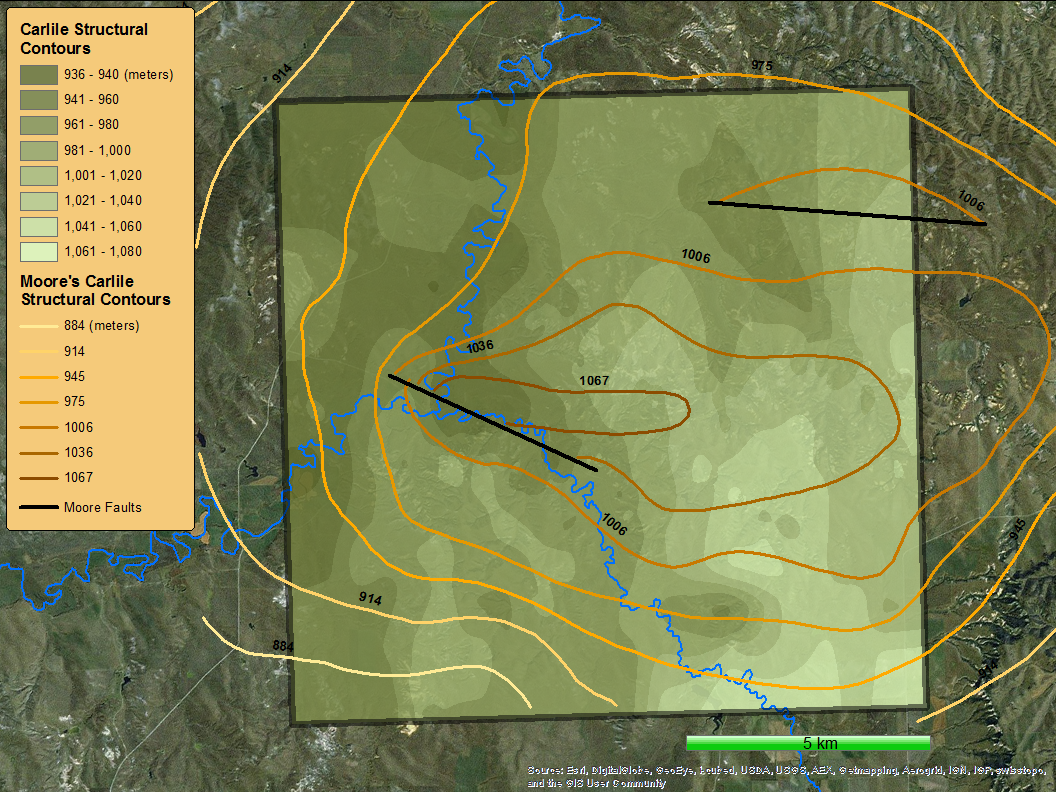 Carlile Structural
Contours
936 - 940 (meters)
941 - 960
961 - 980
981 - 1,000
1,001 - 1,020
1,021 - 1,040
1,041 - 1,060
1,061 - 1,080
Moore's Carlile
Structural Contours
884 (meters)
914
945
975
1006
1036
1067
Moore Faults
914
975
1006
1006
1036
1067
1006
945
914
884
5 km
Source: Esri, DigitalGlobe, GeoEye, i-cubed, USDA, USGS, AEX, Getmapping, Aerogrid, IGN, IGP, swisstopo,
and the GIS User Community